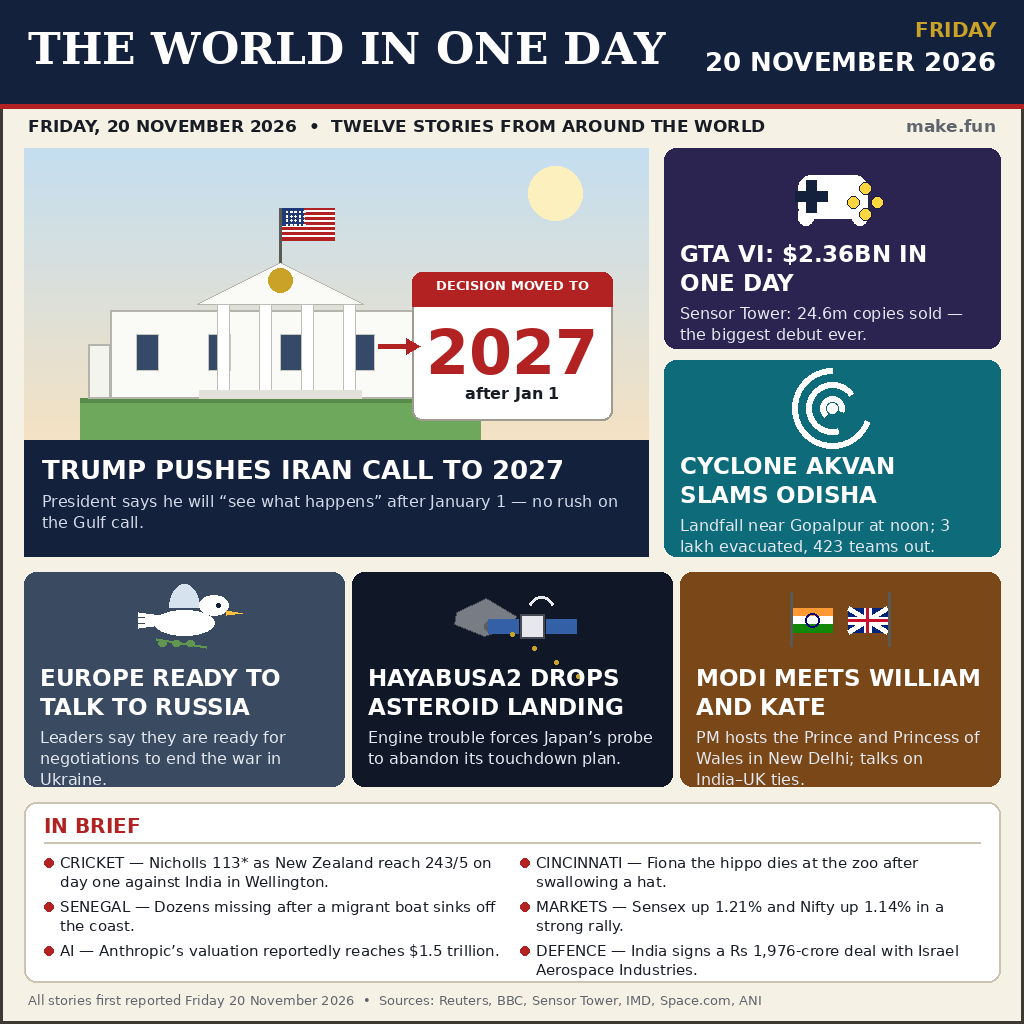 THE WORLD IN ONE DAY
FRIDAY
20 NOVEMBER 2026
FRIDAY, 20 NOVEMBER 2026 • TWELVE STORIES FROM AROUND THE WORLD
make.fun
DECISION MOVED TO
2027
after Jan 1
TRUMP PUSHES IRAN CALL TO 2027
President says he will “see what happens” after January 1 — no rush on
the Gulf call.
GTA VI: $2.36BN IN
ONE DAY
Sensor Tower: 24.6m copies sold —
the biggest debut ever.
CYCLONE AKVAN
SLAMS ODISHA
Landfall near Gopalpur at noon; 3
lakh evacuated, 423 teams out.
EUROPE READY TO
TALK TO RUSSIA
Leaders say they are ready for
negotiations to end the war in
Ukraine.
HAYABUSA2 DROPS
ASTEROID LANDING
Engine trouble forces Japan’s probe
to abandon its touchdown plan.
MODI MEETS WILLIAM
AND KATE
PM hosts the Prince and Princess of
Wales in New Delhi; talks on
India–UK ties.
IN BRIEF
CRICKET — Nicholls 113* as New Zealand reach 243/5 on
day one against India in Wellington.
SENEGAL — Dozens missing after a migrant boat sinks off
the coast.
AI — Anthropic’s valuation reportedly reaches $1.5 trillion.
CINCINNATI — Fiona the hippo dies at the zoo after
swallowing a hat.
MARKETS — Sensex up 1.21% and Nifty up 1.14% in a
strong rally.
DEFENCE — India signs a Rs 1,976-crore deal with Israel
Aerospace Industries.
All stories first reported Friday 20 November 2026 • Sources: Reuters, BBC, Sensor Tower, IMD, Space.com, ANI